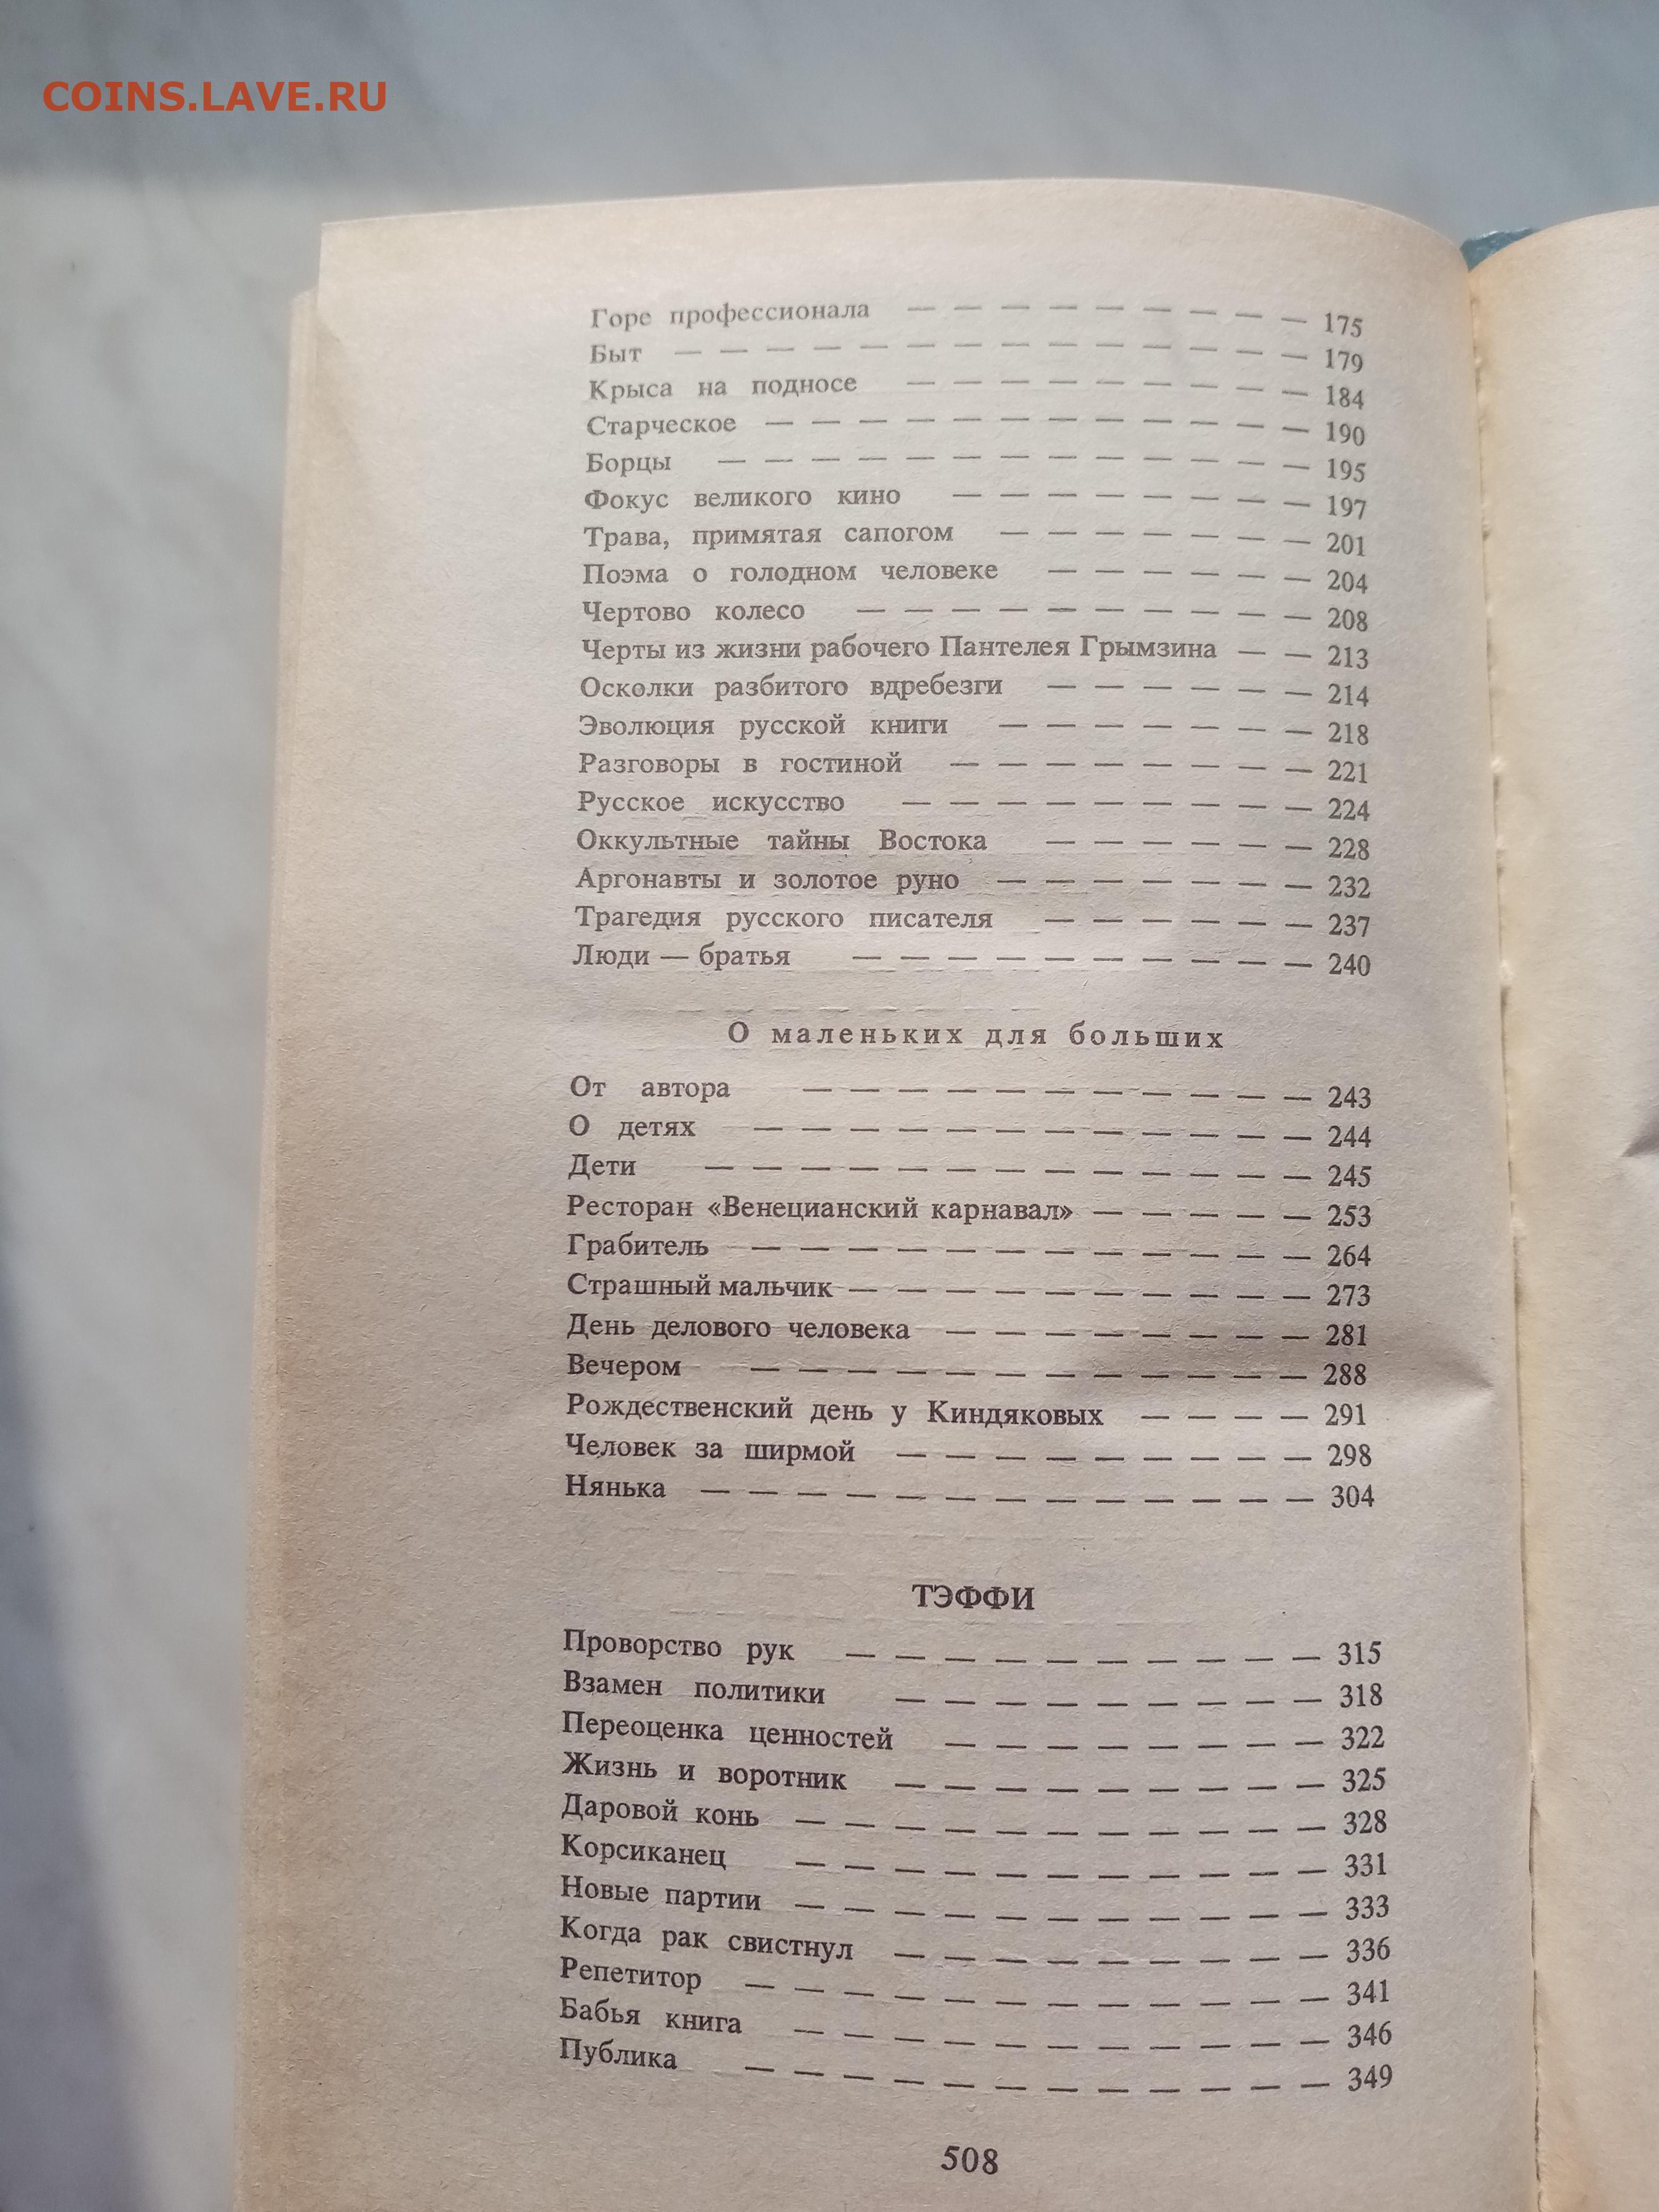 COINS.LAVE.RU
Горе профессионала — — — — — — — — — 175
Быт — — — — — — — — — — — — — — 179
Крыса на подносе — — — — — — — — — 184
Старческое — — — — — — — — — — — — 190
Борцы — — — — — — — — — — — — — 195
Фокус великого кино — — — — — — — — 197
Трава, примятая сапогом — — — — — — — 201
Поэма о голодном человеке — — — — — — 204
Чертово колесо — — — — — — — — — — 208
Черты из жизни рабочего Пантелея Грымзина — — 213
Осколки разбитого вдребезги — — — — — — 214
Эволюция русской книги — — — — — — — 218
Разговоры в гостиной — — — — — — — — 221
Русское искусство — — — — — — — — — 224
Оккультные тайны Востока — — — — — — 228
Аргонавты и золотое руно — — — — — — — 232
Трагедия русского писателя — — — — — — 237
Люди — братья — — — — — — — — — — 240
О маленьких для больших
От автора — — — — — — — — — — — 243
О детях — — — — — — — — — — — — 244
Дети — — — — — — — — — — — — — 245
Ресторан «Венецианский карнавал» — — — — — 253
Грабитель — — — — — — — — — — — — 264
Страшный мальчик — — — — — — — — — — 273
День делового человека — — — — — — — — 281
Вечером — — — — — — — — — — — — 288
Рождественский день у Киндяковых — — — — 291
Человек за ширмой — — — — — — — — — 298
Нянька — — — — — — — — — — — — — 304
ТЭФФИ
Проворство рук — — — — — — — — — — 315
Взамен политики — — — — — — — — — 318
Переоценка ценностей — — — — — — — — 322
Жизнь и воротник — — — — — — — — — 325
Даровой конь — — — — — — — — — — — 328
Корсиканец — — — — — — — — — — — 331
Новые партии — — — — — — — — — — — 333
Когда рак свистнул — — — — — — — — — 336
Репетитор — — — — — — — — — — — — 341
Бабья книга — — — — — — — — — — — 346
Публика — — — — — — — — — — — — 349
508